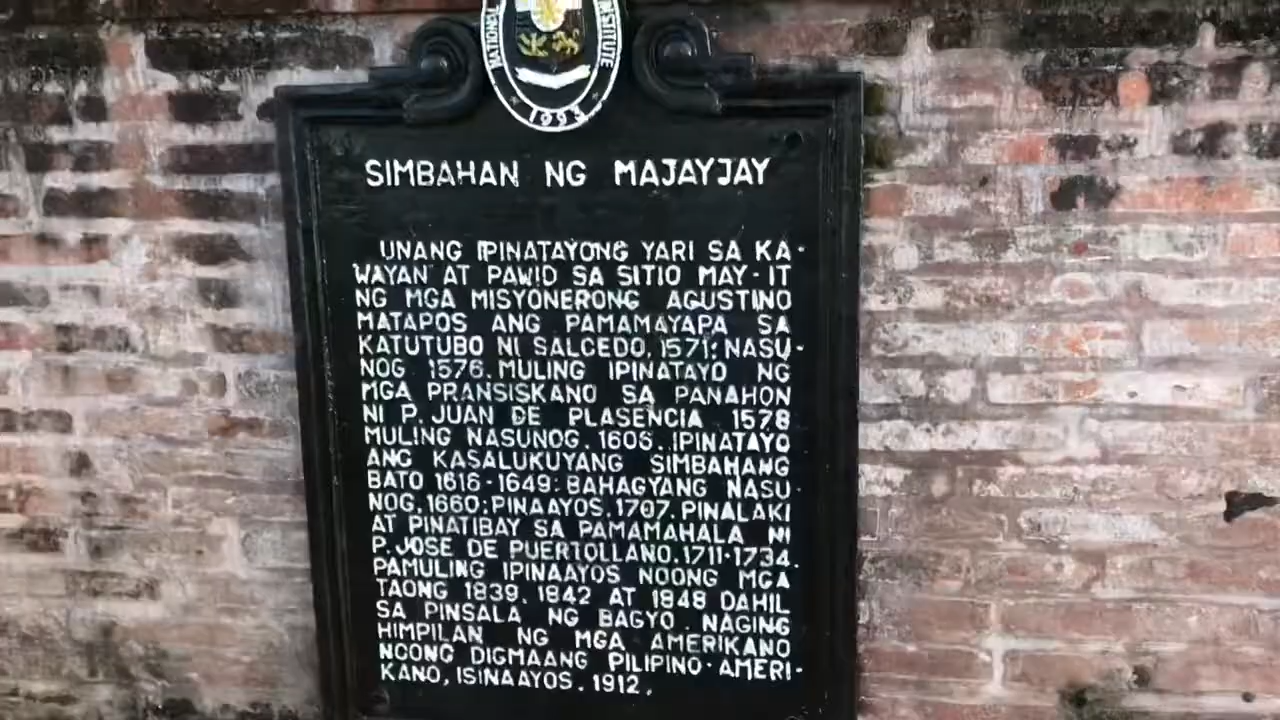 NATIONAL
INSTITUTE
1993
SIMBAHAN NG MAJAYJAY
UNANG IPINATAYONG YARI SA KA-
WAYAN AT PAWID SA SITIO MAY-IT
NG MGA MISYONERONG AGUSTINO
MATAPOS ANG PAMAMAYAPA SA
KATUTUBO NI SALCEDO, 1571; NASU-
NOG 1576. MULING IPINATAYO NG
MGA PRANSISKANO SA PANAHON
NI P. JUAN DE PLASENCIA 1578
MULING NASUNOG. 1606. IPINATAYO
ANG KASALUKUYANG SIMBAHANG
BATO 1616-1649: BAHAGYANG NASU-
NOG, 1660; PINAAYOS. 1707. PINALAKI
AT PINATIBAY SA PAMAMAHALA NI
P. JOSE DE PUERTOLLANO. 1711-1734.
PAMULING IPINAAYOS NOONG MGA
TAONG 1839, 1842 AT 1848 DAHIL
SA PINSALA NG BAGYO. NAGING
HIMPILAN NG MGA AMERIKANO
NOONG DIGMAANG PILIPINO-AMERI-
KANO, ISINAAYOS. 1912.